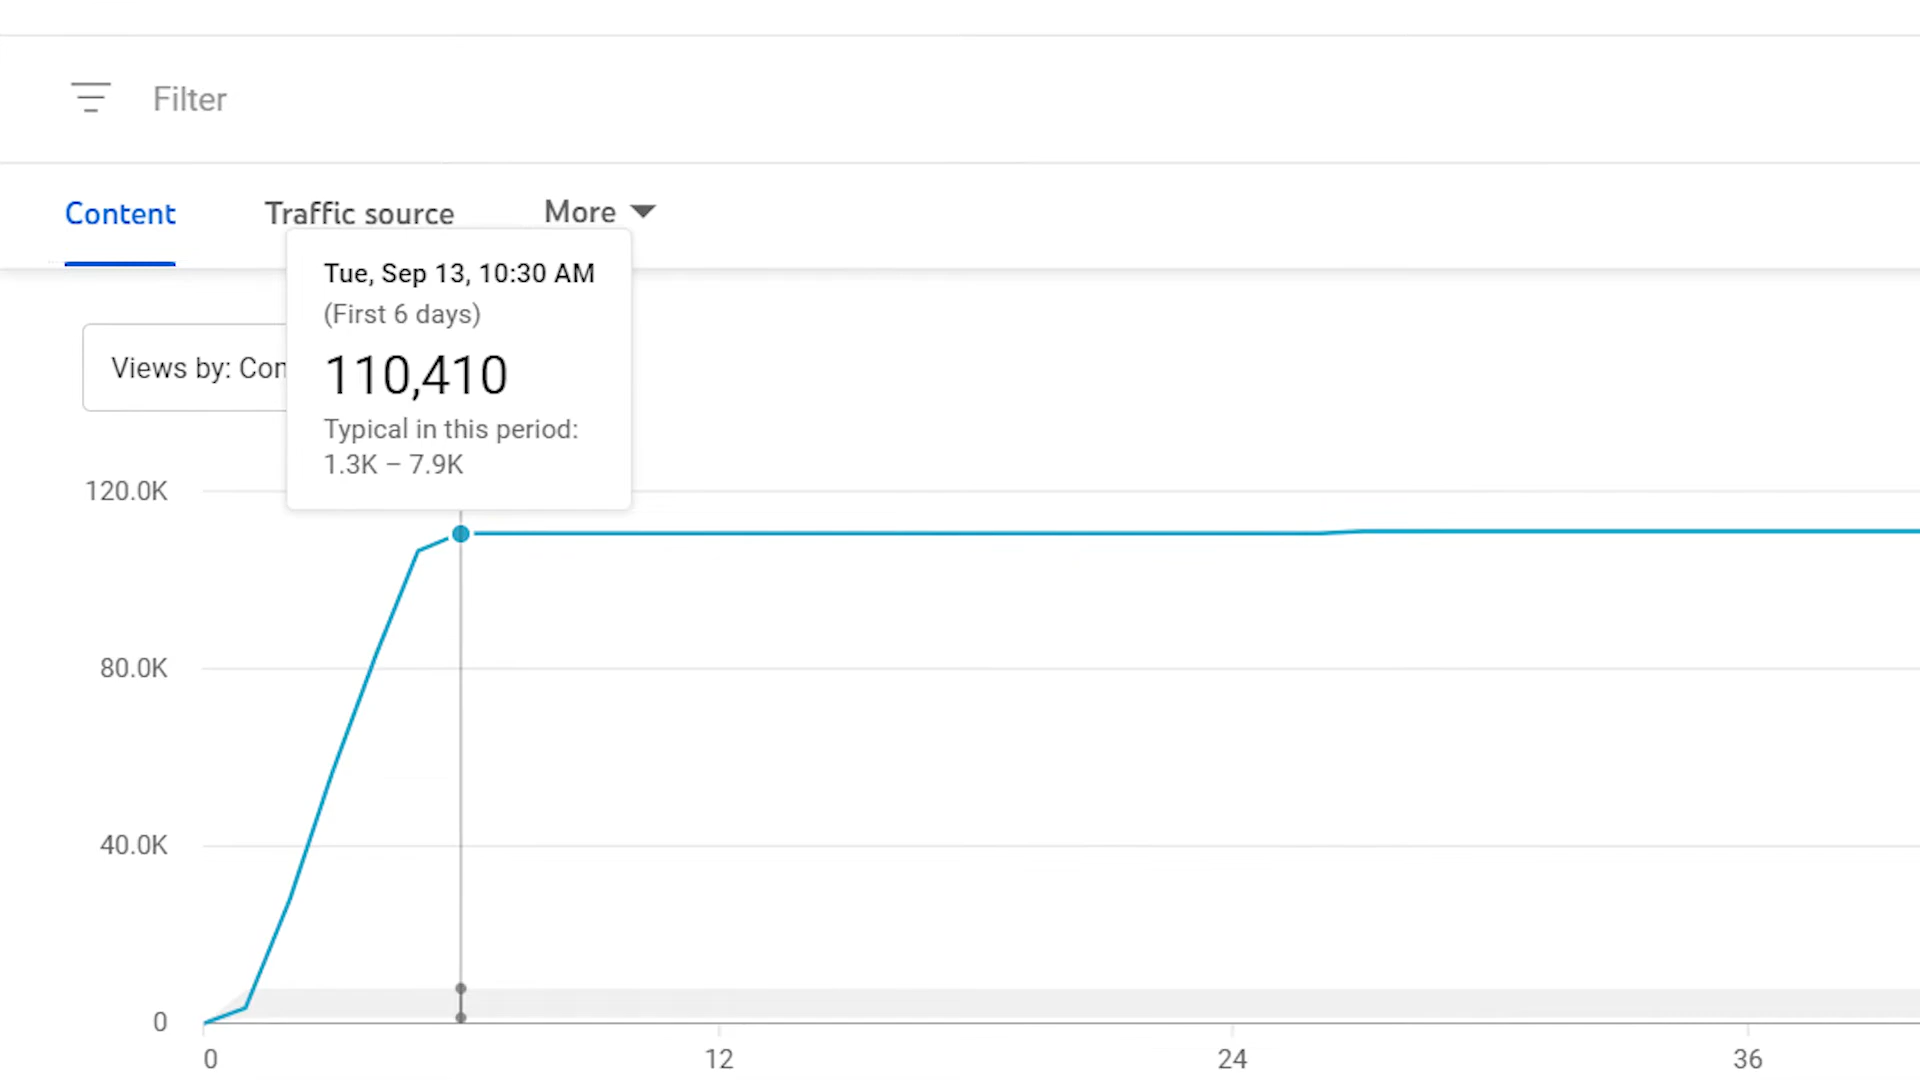 Filter
Content Traffic source More
Tue, Sep 13, 10:30 AM
(First 6 days)
110,410
Typical in this period:
1.3K – 7.9K
Views by:
120.0K
80.0K
40.0K
0
0 12 24 36